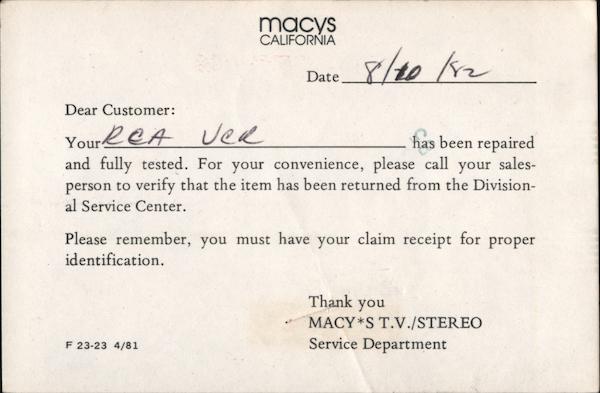 macys
CALIFORNIA
Date 8/10/82
Dear Customer:
Your RCA VCR has been repaired
and fully tested. For your convenience, please call your sales-
person to verify that the item has been returned from the Division-
al Service Center.
Please remember, you must have your claim receipt for proper
identification.
Thank you
MACY*S T.V./STEREO
F 23-23 4/81 Service Department